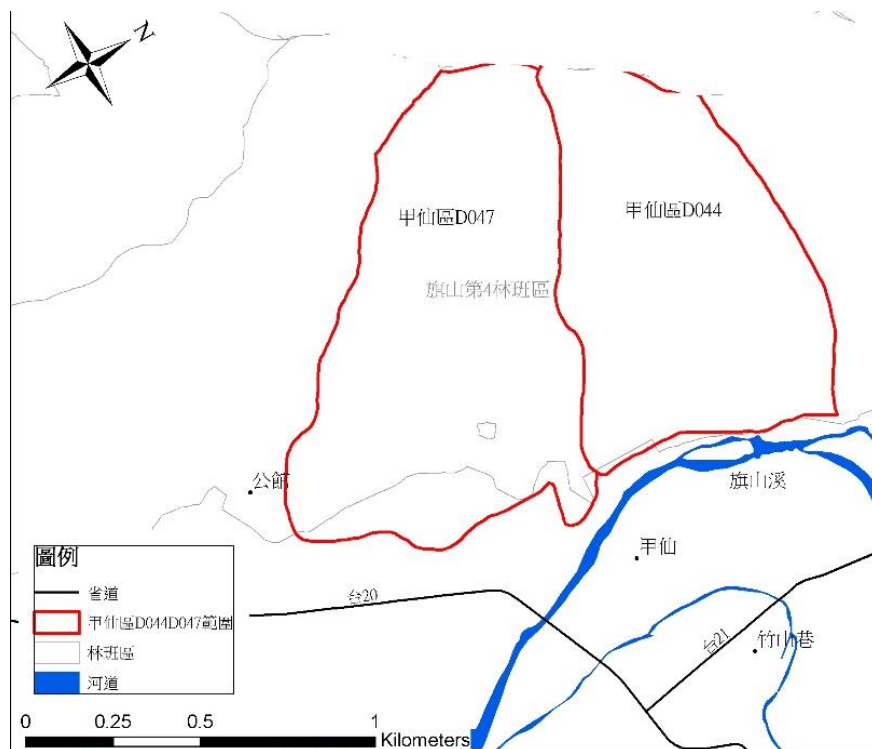 N
甲仙區D047
甲仙區D044
旗山第4林班區
公館
旗山溪
甲仙
台20
台21
竹山巷
圖例
省道
甲仙區D044D047範圍
林班區
河道
0 0.25 0.5 1
Kilometers